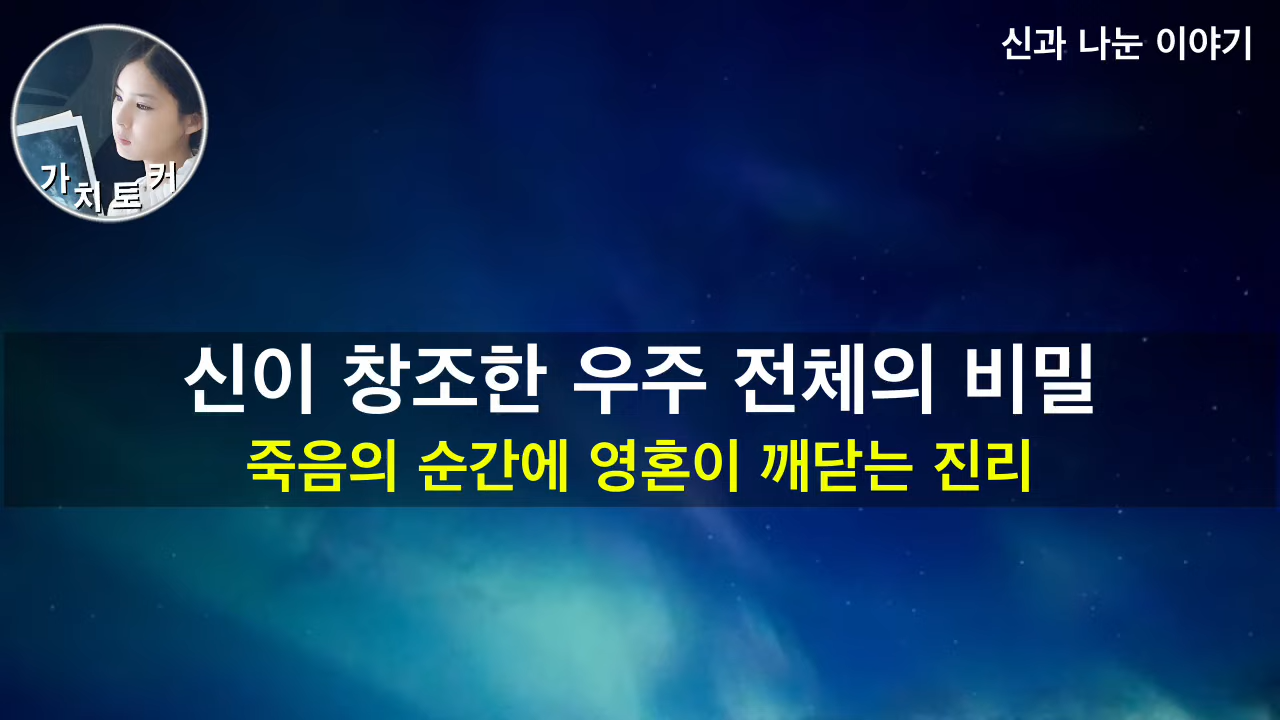 신과 나눈 이야기
가치토커
신이 창조한 우주 전체의 비밀
죽음의 순간에 영혼이 깨닫는 진리